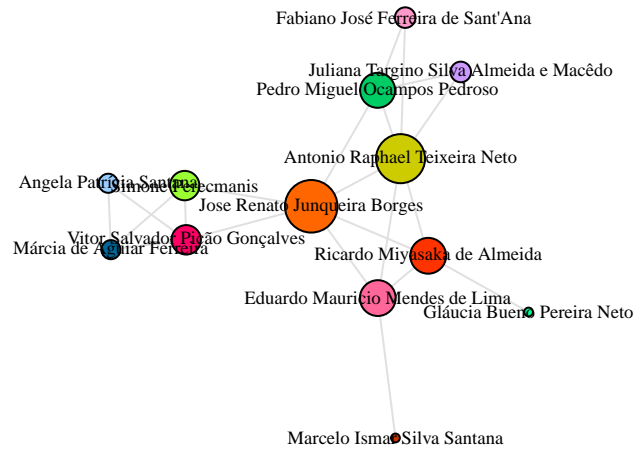 Fabiano José Ferreira de Sant'Ana
Juliana Targino Silva Almeida e Macêdo
Pedro Miguel Ocampos Pedroso
Antonio Raphael Teixeira Neto
Angela Patrícia Santana
Simone Perecmanis
Jose Renato Junqueira Borges
Vitor Salvador Picão Gonçalves
Márcia de Aguiar Ferreira
Ricardo Miyasaka de Almeida
Eduardo Mauricio Mendes de Lima
Gláucia Bueno Pereira Neto
Marcelo Ismar Silva Santana